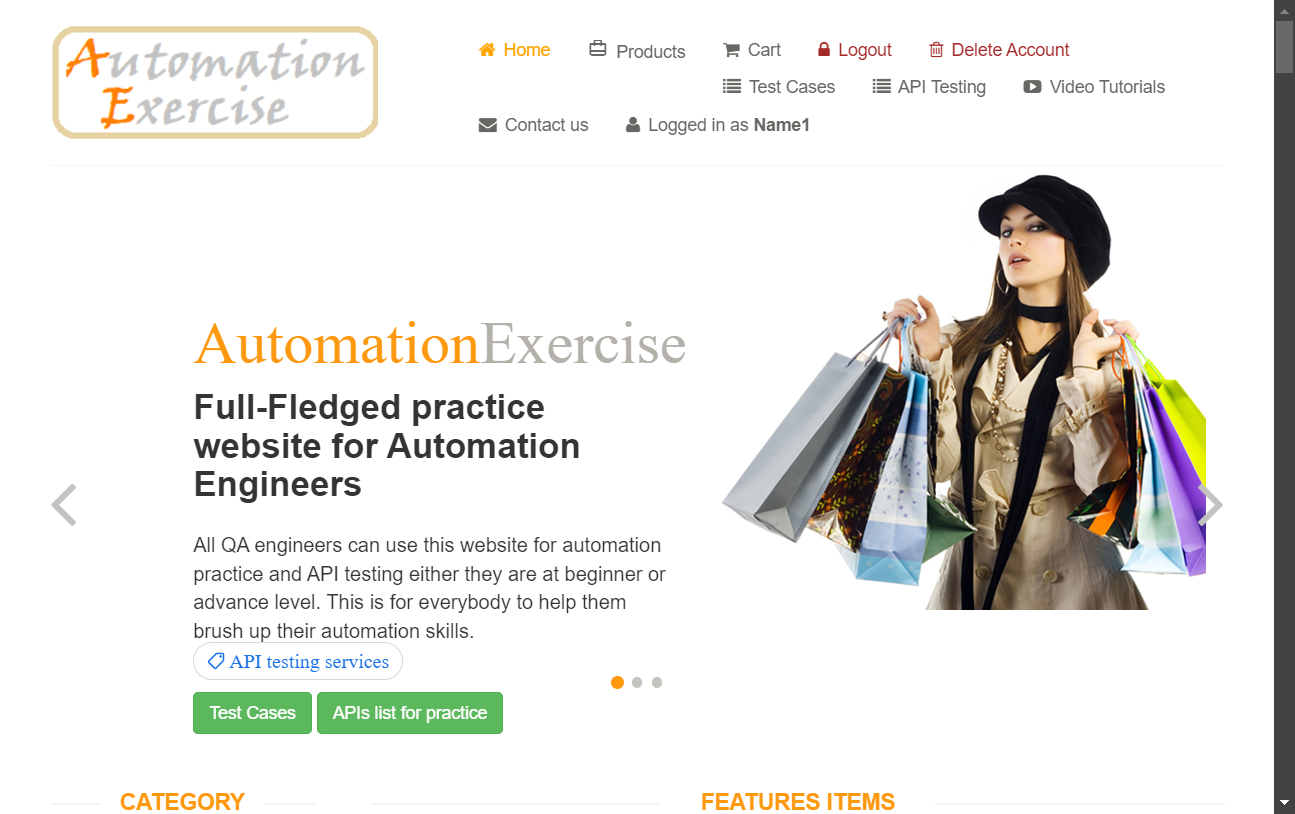 Automation
Exercise
Home Products Cart Logout Delete Account
Test Cases API Testing Video Tutorials
Contact us Logged in as Name1
AutomationExercise
Full-Fledged practice
website for Automation
Engineers
All QA engineers can use this website for automation
practice and API testing either they are at beginner or
advance level. This is for everybody to help them
brush up their automation skills.
API testing services
Test Cases APIs list for practice
CATEGORY FEATURES ITEMS